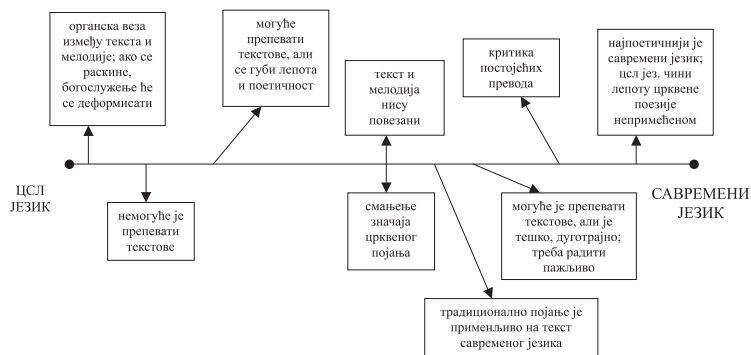 органска веза
између текста и
мелодије; ако се
раскине,
богослужење ће
се деформисати
могуће
препевати
текстове, али
се губи лепота
и поетичност
текст и
мелодија
нису
повезани
критика
постојећих
превода
најпоетичнији је
савремени језик;
цсл јез. чини
лепоту црквене
поезије
непримећеном
ЦСЛ
ЈЕЗИК
САВРЕМЕНИ
ЈЕЗИК
немогуће је
препевати
текстове
смањење
значаја
црквеног
појања
могуће је препевати
текстове, али је
тешко, дуготрајно;
треба радити
пажљиво
традиционално појање је
применљиво на текст
савременог језика